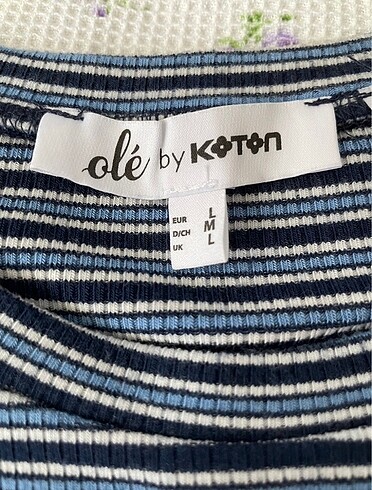 olé by KOTON
EUR L
D/CH M
UK L